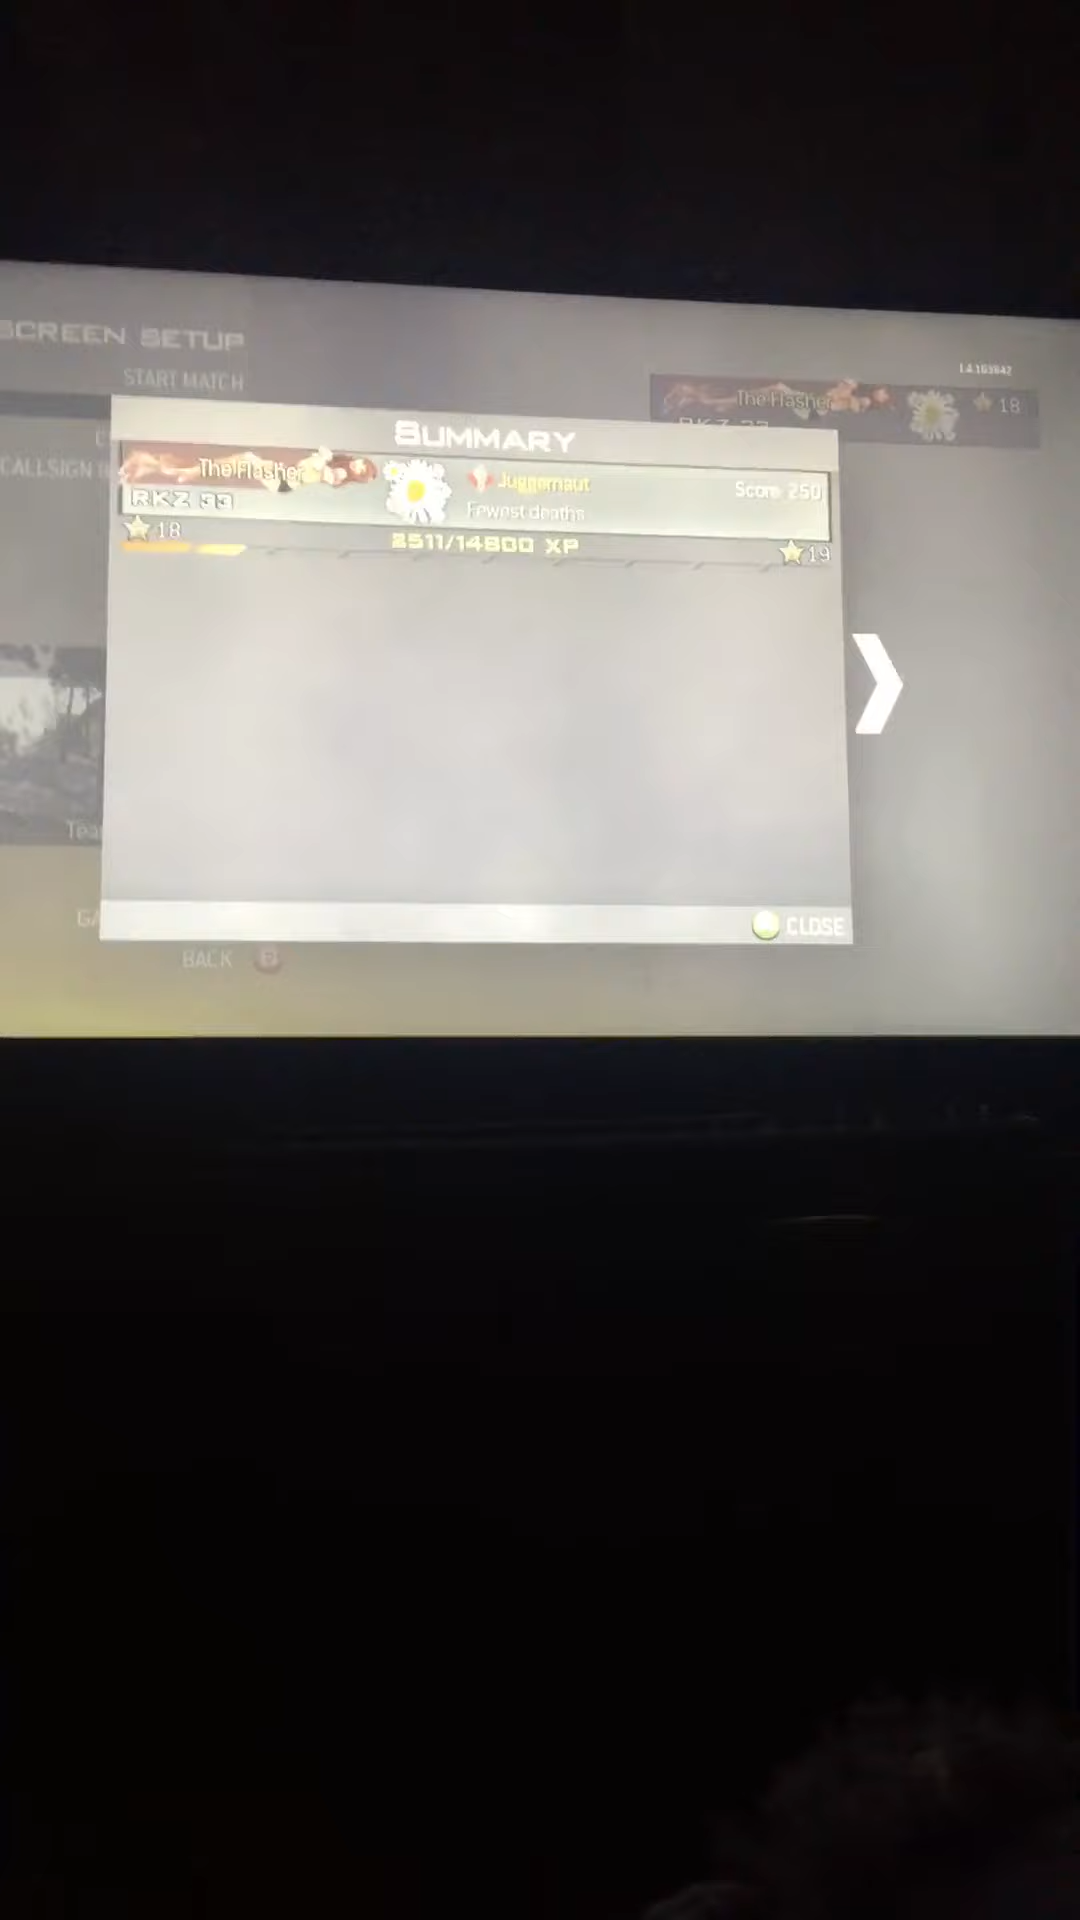 SCREEN SETUP
START MATCH
The Flasher
18
SUMMARY
The Flasher
Juggernaut
Score 250
RKZ 33
Fewest deaths
18
2511/14800 XP
19
CALLSIGN
CLOSE
BACK B